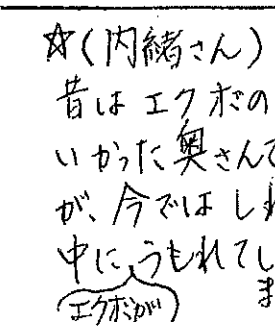 ☆(内緒さん)
昔はエクボの
いかった奥さんで
が、今ではしわ
中に、うもれてし
ま
(エクボが)